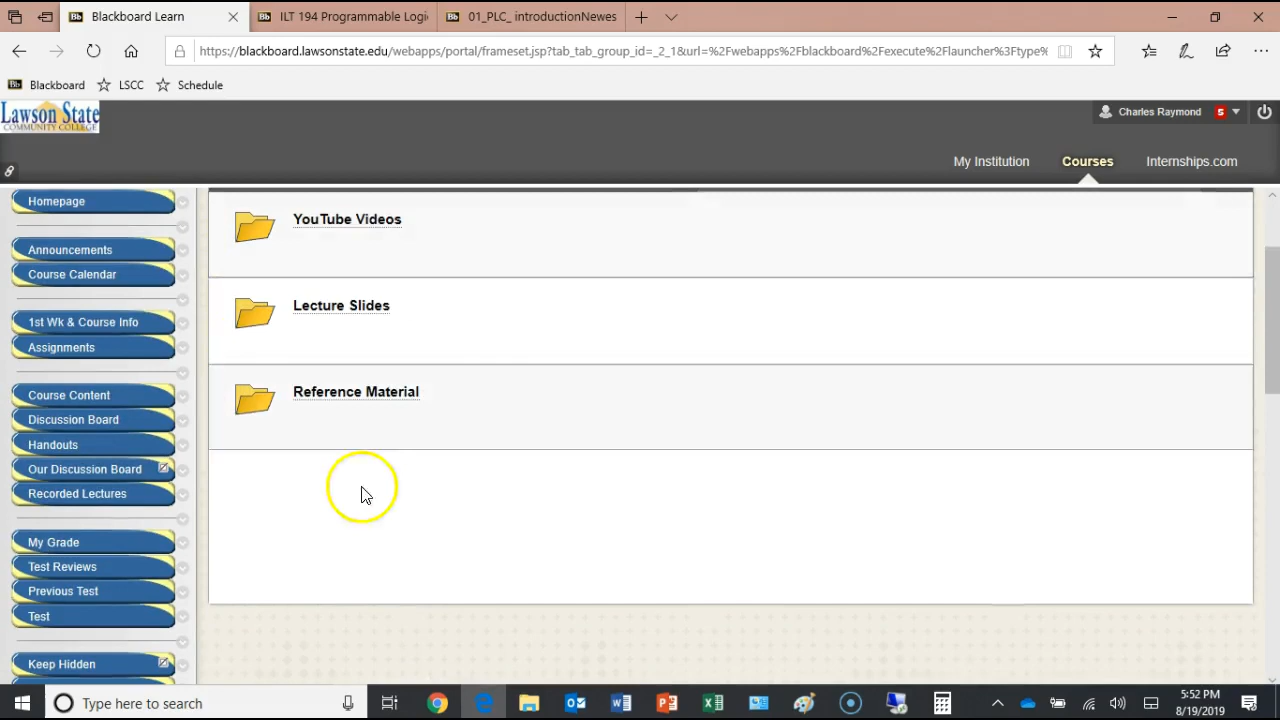 Blackboard Learn
ILT 194 Programmable Logi
01_PLC_ introductionNewes
https://blackboard.lawsonstate.edu/webapps/portal/frameset.jsp?tab_tab_group_id=_2_1&url=%2Fwebapps%2Fblackboard%2Fexecute%2Flauncher%3Ftype%
Blackboard
LSCC
Schedule
Lawson State
COMMUNITY COLLEGE
Charles Raymond
5
My Institution
Courses
Internships.com
Homepage
Announcements
Course Calendar
1st Wk & Course Info
Assignments
Course Content
Discussion Board
Handouts
Our Discussion Board
Recorded Lectures
My Grade
Test Reviews
Previous Test
Test
Keep Hidden
YouTube Videos
Lecture Slides
Reference Material
Type here to search
5:52 PM
8/19/2019